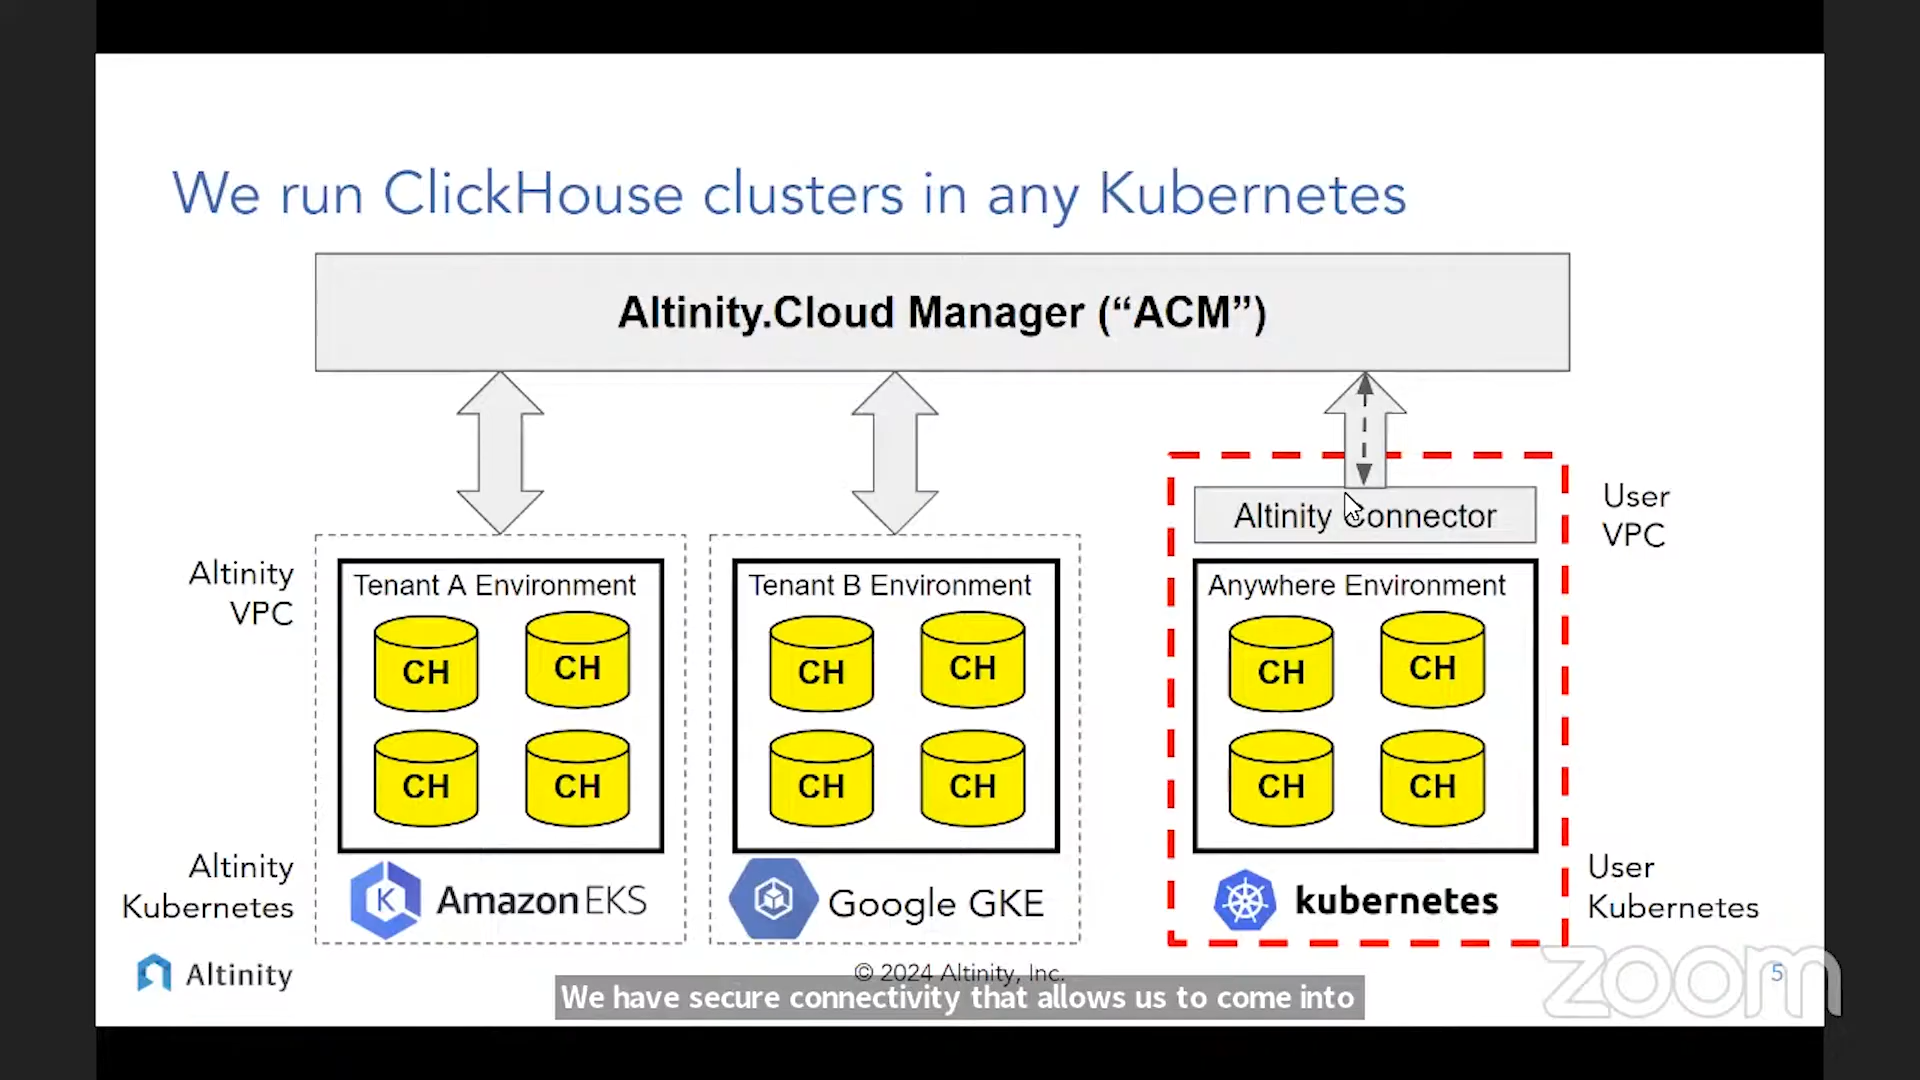 We run ClickHouse clusters in any Kubernetes
Altinity.Cloud Manager (“ACM”)
Altinity
VPC
Tenant A Environment
CH
CH
CH
CH
Altinity
Kubernetes
K
Amazon EKS
Tenant B Environment
CH
CH
CH
CH
Google GKE
Altinity Connector
Anywhere Environment
CH
CH
CH
CH
kubernetes
User
VPC
User
Kubernetes
Altinity
© 2024 Altinity, Inc.
5
We have secure connectivity that allows us to come into
zoom